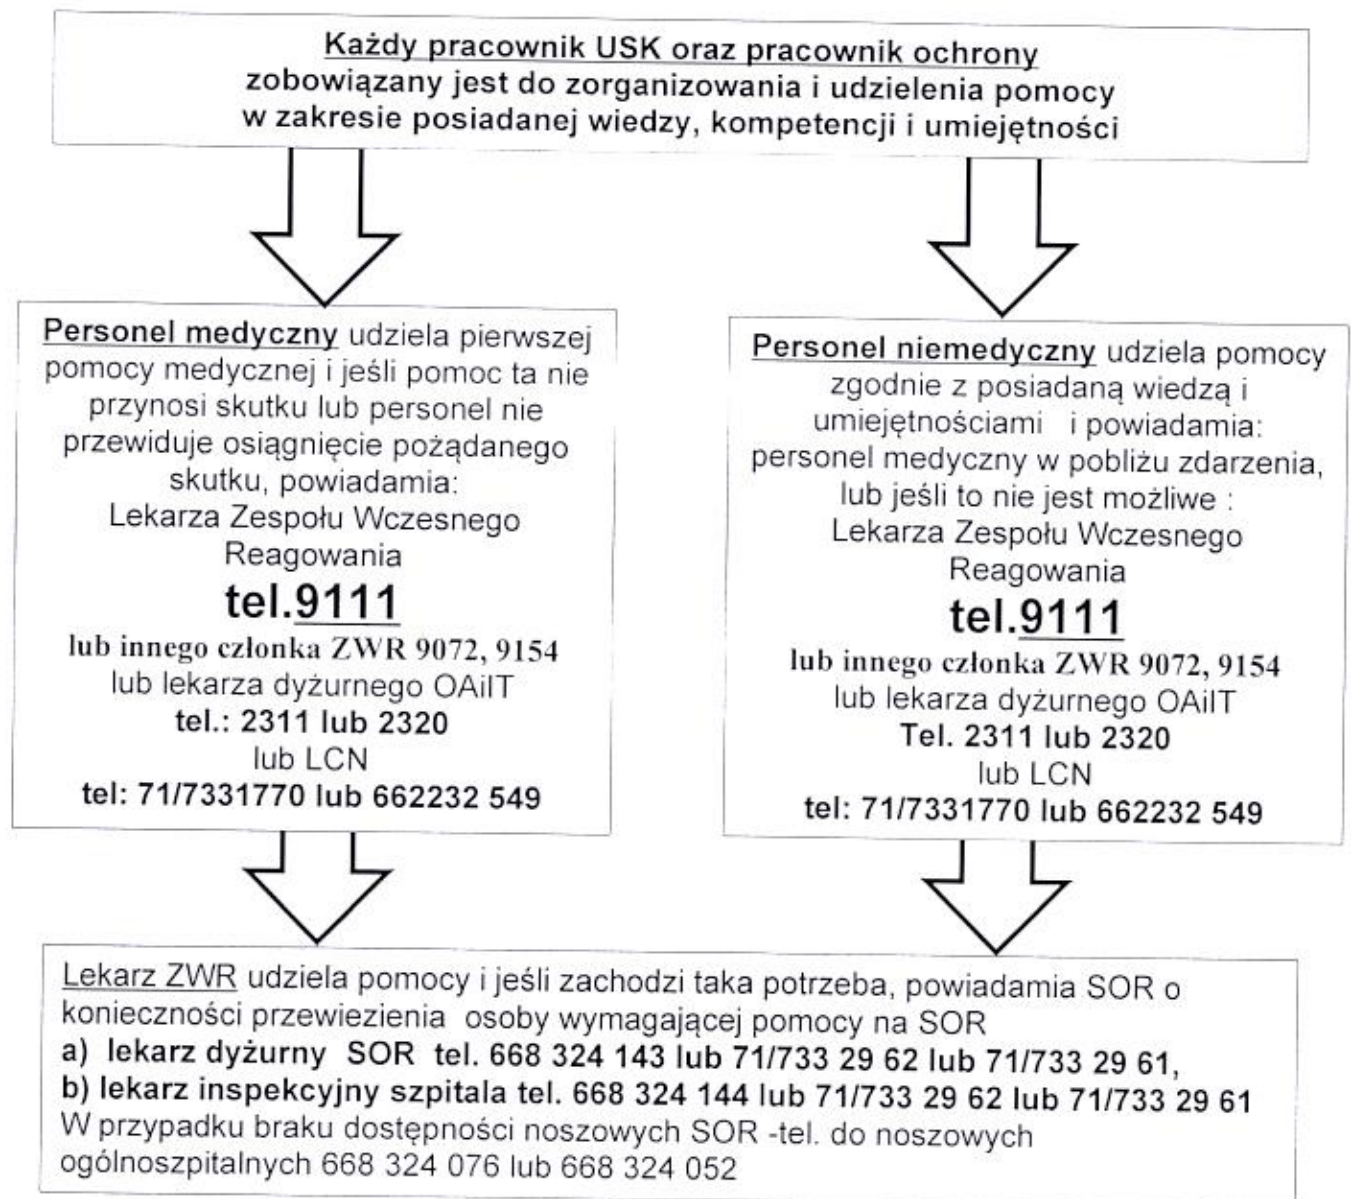 Każdy pracownik USK oraz pracownik ochrony
zobowiązany jest do zorganizowania i udzielenia pomocy
w zakresie posiadanej wiedzy, kompetencji i umiejętności
Personel medyczny udziela pierwszej
pomocy medycznej i jeśli pomoc ta nie
przynosi skutku lub personel nie
przewiduje osiągnięcie pożądanego
skutku, powiadamia:
Lekarza Zespołu Wczesnego
Reagowania
tel.9111
lub innego członka ZWR 9072, 9154
lub lekarza dyżurnego OAiIT
tel.: 2311 lub 2320
lub LCN
tel: 71/7331770 lub 662232 549
Personel niemedyczny udziela pomocy
zgodnie z posiadaną wiedzą i
umiejętnościami i powiadamia:
personel medyczny w pobliżu zdarzenia,
lub jeśli to nie jest możliwe :
Lekarza Zespołu Wczesnego
Reagowania
tel.9111
lub innego członka ZWR 9072, 9154
lub lekarza dyżurnego OAiIT
Tel. 2311 lub 2320
lub LCN
tel: 71/7331770 lub 662232 549
Lekarz ZWR udziela pomocy i jeśli zachodzi taka potrzeba, powiadamia SOR o
konieczności przewiezienia osoby wymagającej pomocy na SOR
a) lekarz dyżurny SOR tel. 668 324 143 lub 71/733 29 62 lub 71/733 29 61,
b) lekarz inspekcyjny szpitala tel. 668 324 144 lub 71/733 29 62 lub 71/733 29 61
W przypadku braku dostępności noszowych SOR -tel. do noszowych
ogólnoszpitalnych 668 324 076 lub 668 324 052